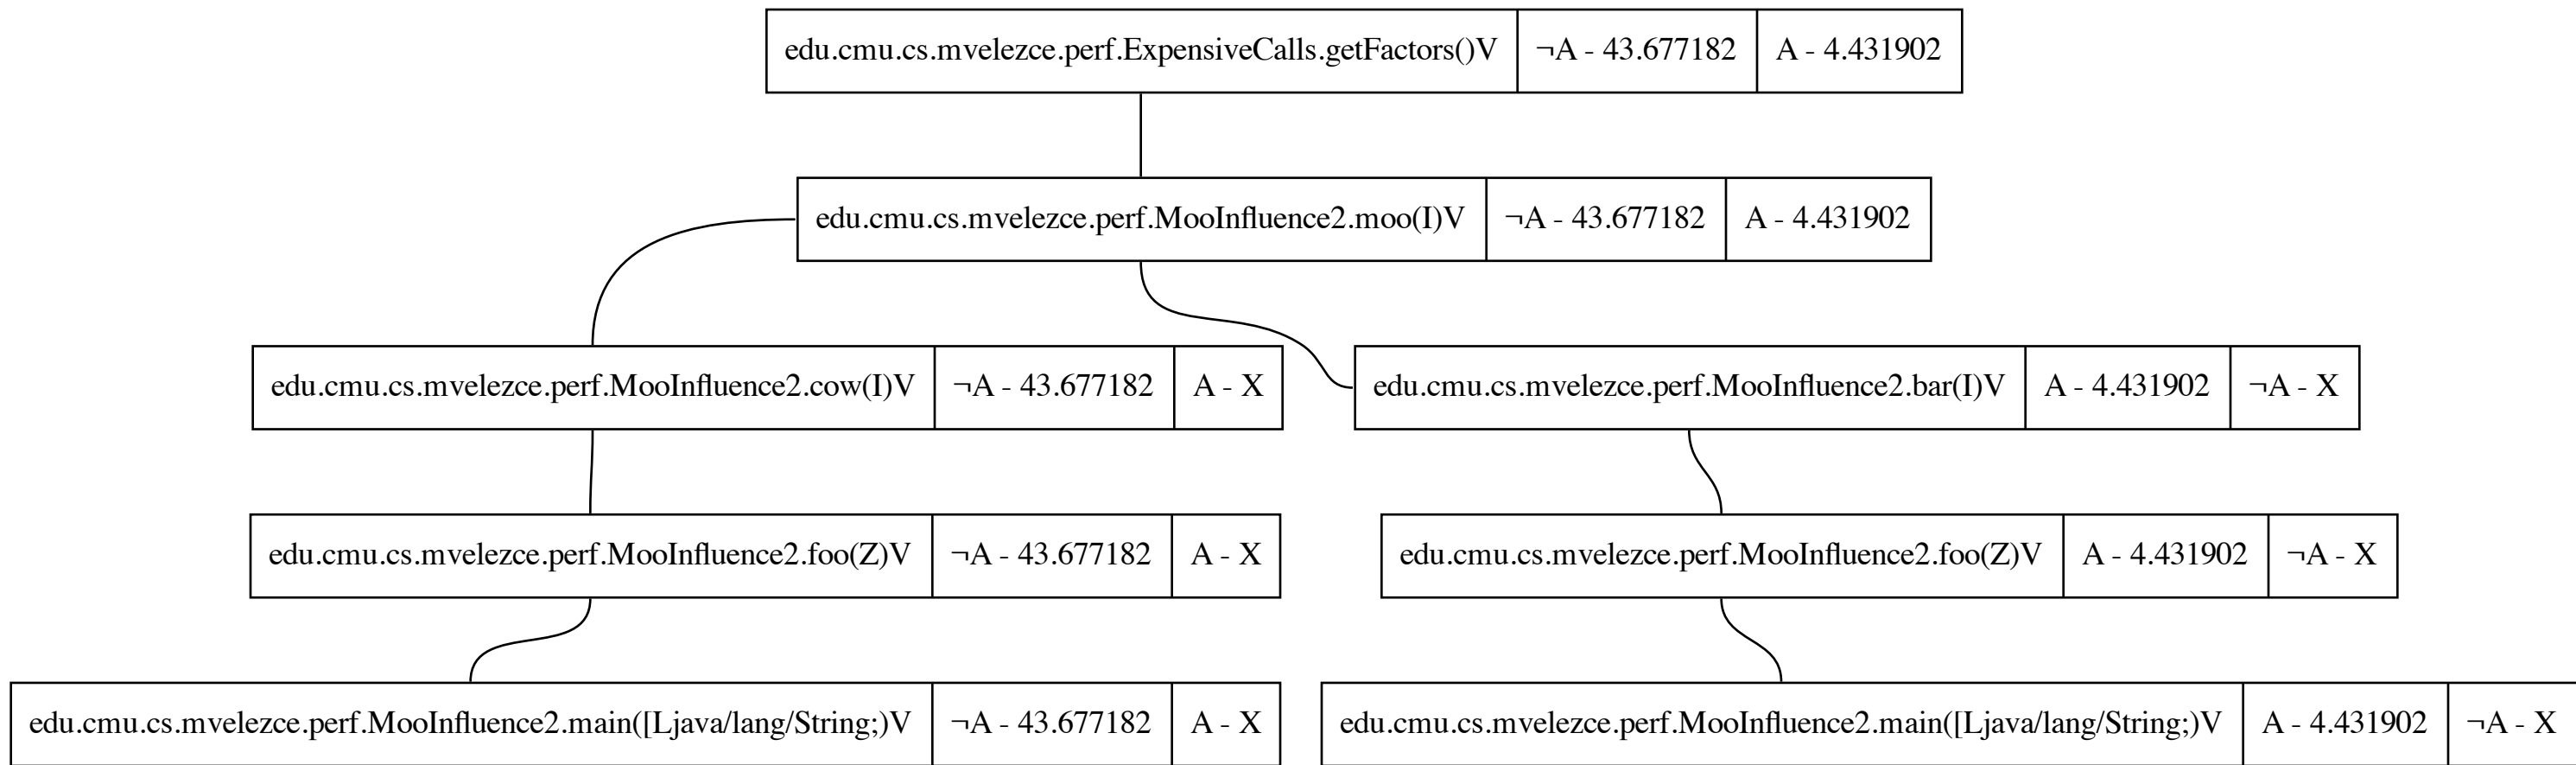 edu.cmu.cs.mvelezce.perf.ExpensiveCalls.getFactors()V ¬A - 43.677182 A - 4.431902
edu.cmu.cs.mvelezce.perf.MooInfluence2.moo(I)V ¬A - 43.677182 A - 4.431902
edu.cmu.cs.mvelezce.perf.MooInfluence2.cow(I)V ¬A - 43.677182 A - X
edu.cmu.cs.mvelezce.perf.MooInfluence2.bar(I)V A - 4.431902 ¬A - X
edu.cmu.cs.mvelezce.perf.MooInfluence2.foo(Z)V ¬A - 43.677182 A - X
edu.cmu.cs.mvelezce.perf.MooInfluence2.foo(Z)V A - 4.431902 ¬A - X
edu.cmu.cs.mvelezce.perf.MooInfluence2.main([Ljava/lang/String;)V ¬A - 43.677182 A - X
edu.cmu.cs.mvelezce.perf.MooInfluence2.main([Ljava/lang/String;)V A - 4.431902 ¬A - X